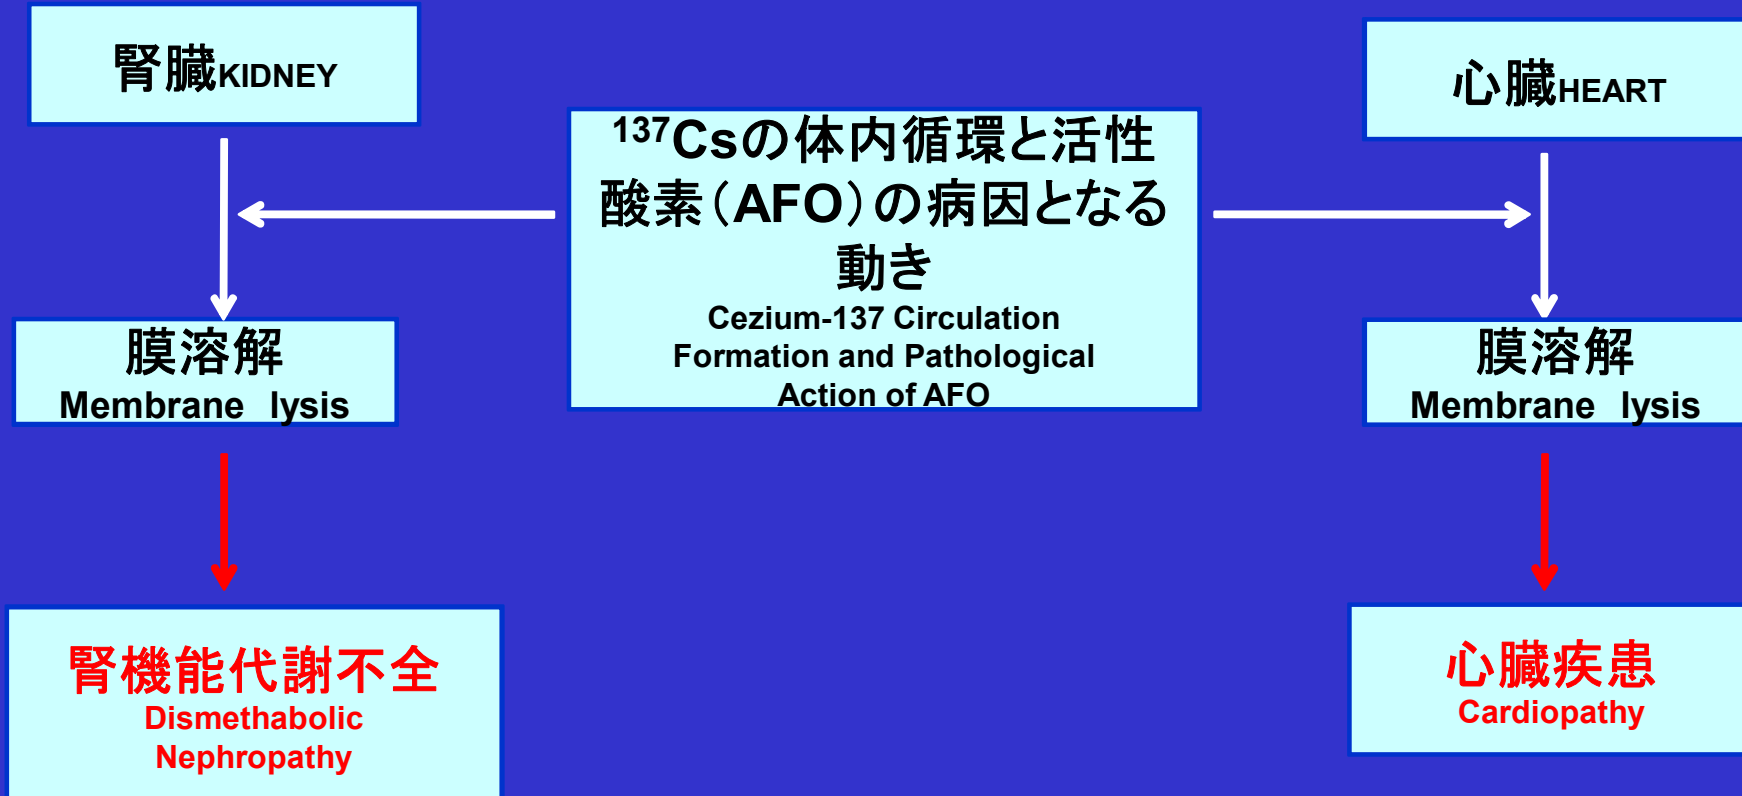 腎臓KIDNEY
心臓HEART
137Csの体内循環と活性
酸素（AFO）の病因となる
動き
Cezium-137 Circulation
Formation and Pathological
Action of AFO
膜溶解
Membrane lysis
膜溶解
Membrane lysis
腎機能代謝不全
Dismethabolic
Nephropathy
心臓疾患
Cardiopathy